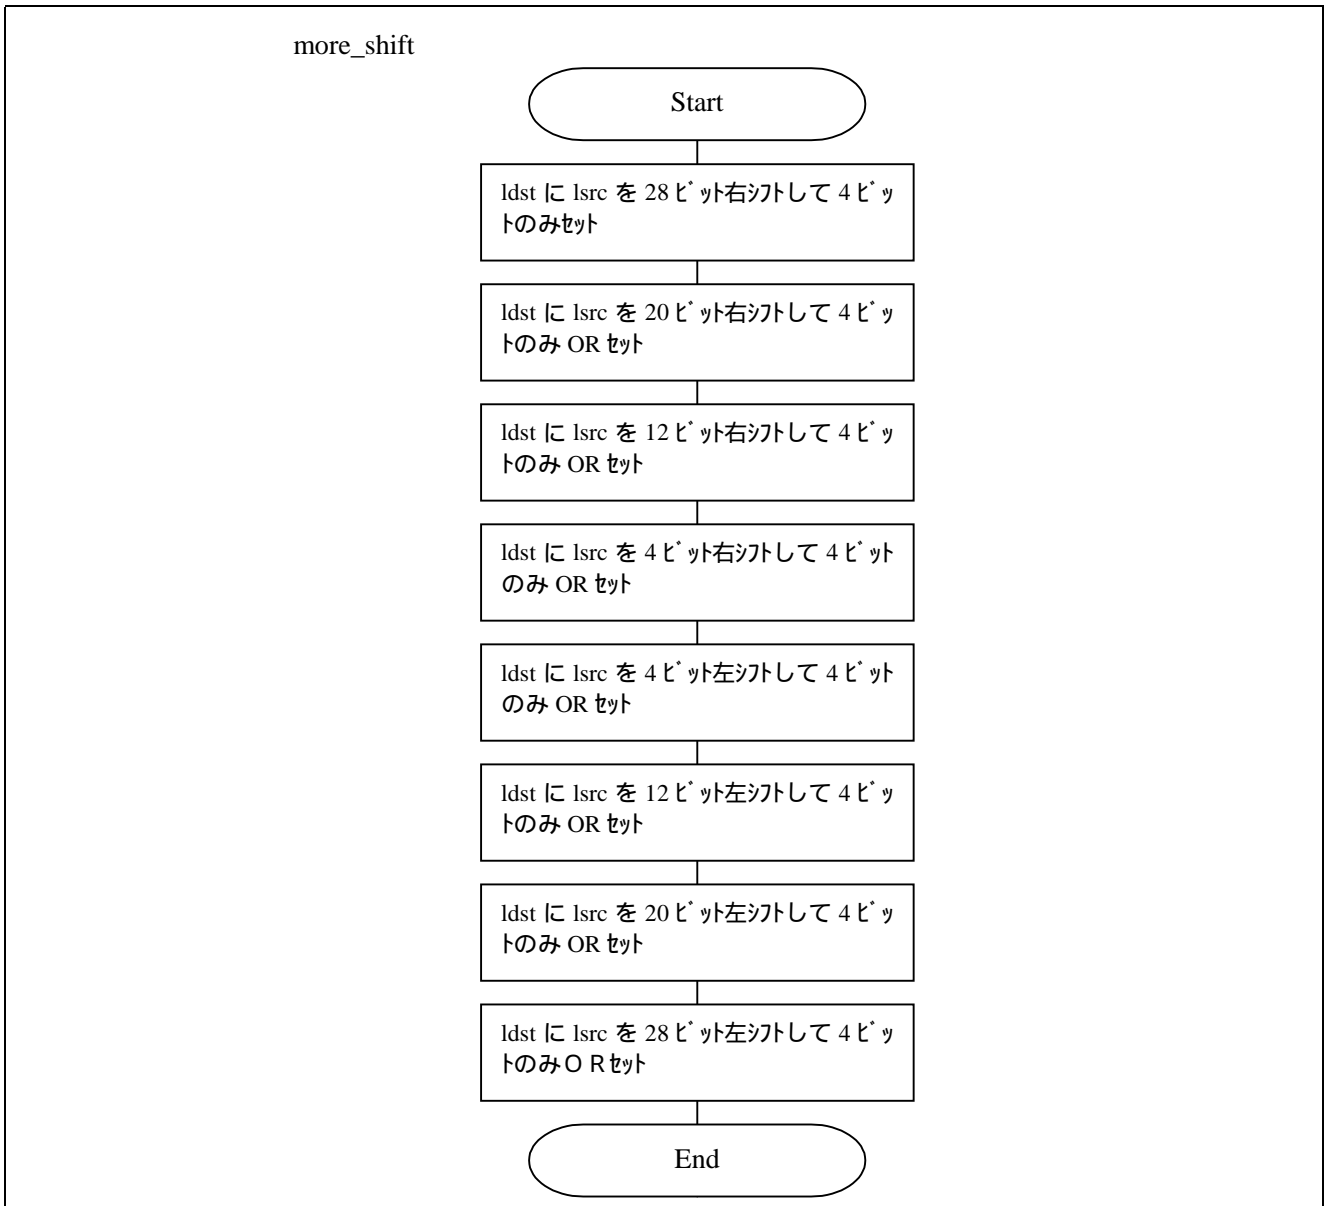 more_shift
Start
ldst に lsrc を 28 ﾋﾞｯﾄ右ｼﾌﾄして 4 ﾋﾞｯ
ﾄのみｾｯﾄ
ldst に lsrc を 20 ﾋﾞｯﾄ右ｼﾌﾄして 4 ﾋﾞｯ
ﾄのみ OR ｾｯﾄ
ldst に lsrc を 12 ﾋﾞｯﾄ右ｼﾌﾄして 4 ﾋﾞｯ
ﾄのみ OR ｾｯﾄ
ldst に lsrc を 4 ﾋﾞｯﾄ右ｼﾌﾄして 4 ﾋﾞｯﾄ
のみ OR ｾｯﾄ
ldst に lsrc を 4 ﾋﾞｯﾄ左ｼﾌﾄして 4 ﾋﾞｯﾄ
のみ OR ｾｯﾄ
ldst に lsrc を 12 ﾋﾞｯﾄ左ｼﾌﾄして 4 ﾋﾞｯ
ﾄのみ OR ｾｯﾄ
ldst に lsrc を 20 ﾋﾞｯﾄ左ｼﾌﾄして 4 ﾋﾞｯ
ﾄのみ OR ｾｯﾄ
ldst に lsrc を 28 ﾋﾞｯﾄ左ｼﾌﾄして 4 ﾋﾞｯ
ﾄのみＯＲｾｯﾄ
End